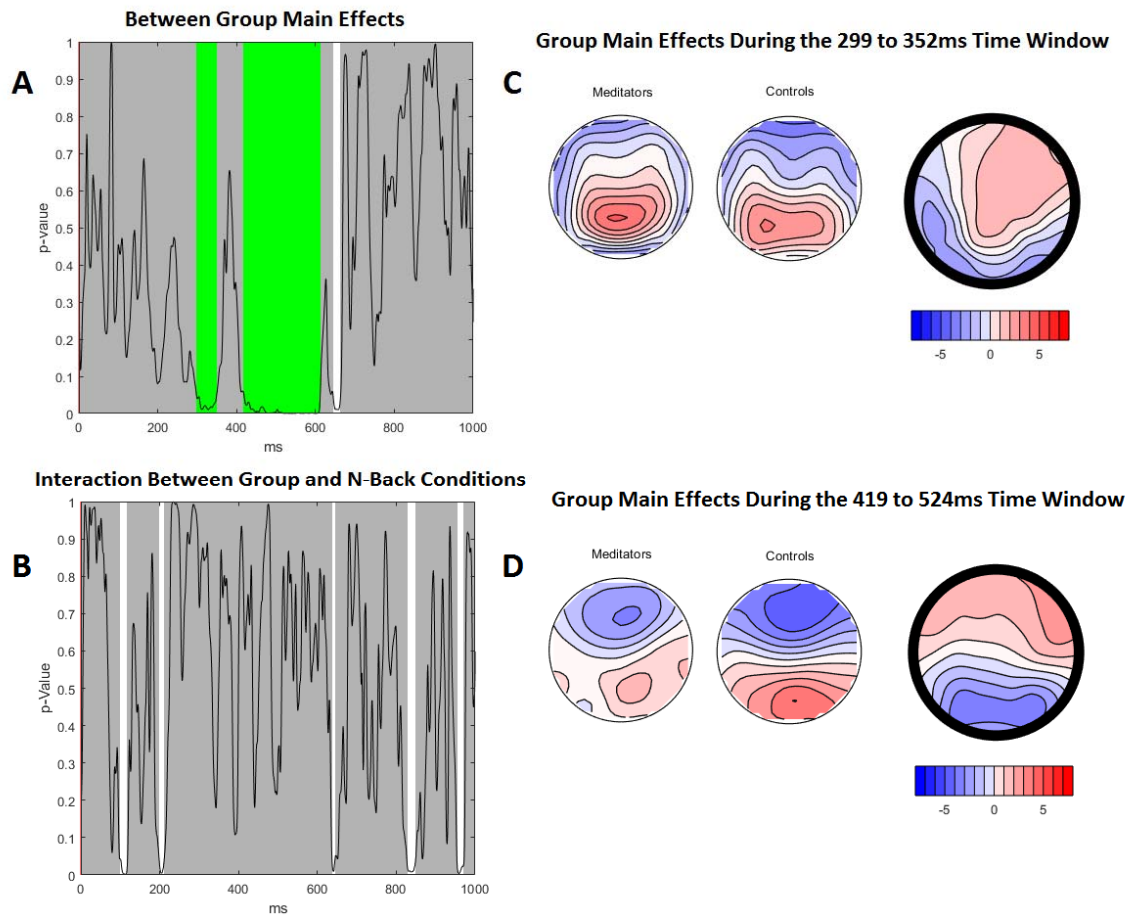 Between Group Main Effects
A
1
0.9
0.8
0.7
0.6
0.5
0.4
0.3
0.2
0.1
0
p-value
0 200 400 600 800 1000
ms
Interaction Between Group and N-Back Conditions
B
1
0.9
0.8
0.7
0.6
0.5
0.4
0.3
0.2
0.1
0
p-Value
0 200 400 600 800 1000
ms
Group Main Effects During the 299 to 352ms Time Window
C
Meditators Controls
-5 0 5
Group Main Effects During the 419 to 524ms Time Window
D
Meditators Controls
-5 0 5